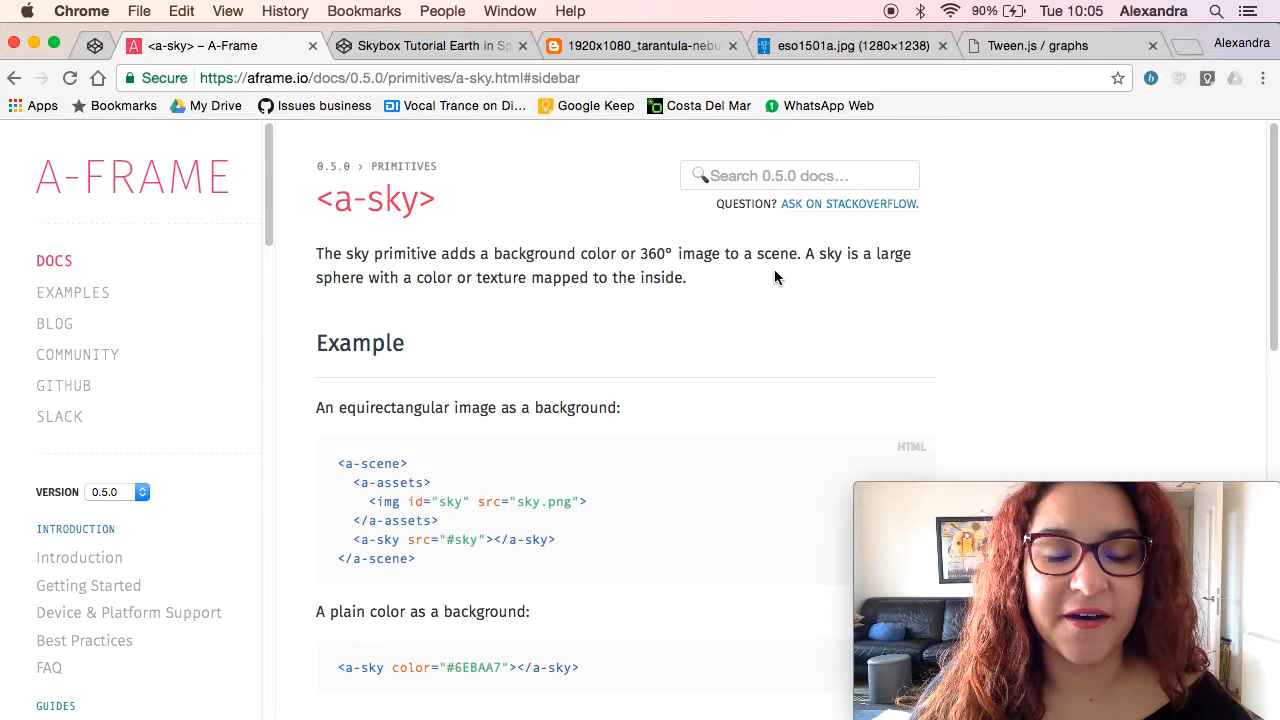 Chrome File Edit View History Bookmarks People Window Help 90% Tue 10:05 Alexandra
<a-sky> – A-Frame Skybox Tutorial Earth in Sp 1920x1080_tarantula-nebu eso1501a.jpg (1280×1238) Tween.js / graphs Alexandra
Secure https://aframe.io/docs/0.5.0/primitives/a-sky.html#sidebar
Apps Bookmarks My Drive Issues business Vocal Trance on Di... Google Keep Costa Del Mar WhatsApp Web
A-FRAME
DOCS
EXAMPLES
BLOG
COMMUNITY
GITHUB
SLACK
VERSION 0.5.0
INTRODUCTION
Introduction
Getting Started
Device & Platform Support
Best Practices
FAQ
GUIDES
0.5.0 › PRIMITIVES
<a-sky>
Search 0.5.0 docs...
QUESTION? ASK ON STACKOVERFLOW.
The sky primitive adds a background color or 360° image to a scene. A sky is a large
sphere with a color or texture mapped to the inside.
Example
An equirectangular image as a background:
HTML
<a-scene>
<a-assets>
<img id="sky" src="sky.png">
</a-assets>
<a-sky src="#sky"></a-sky>
</a-scene>
A plain color as a background:
<a-sky color="#6EBAA7"></a-sky>